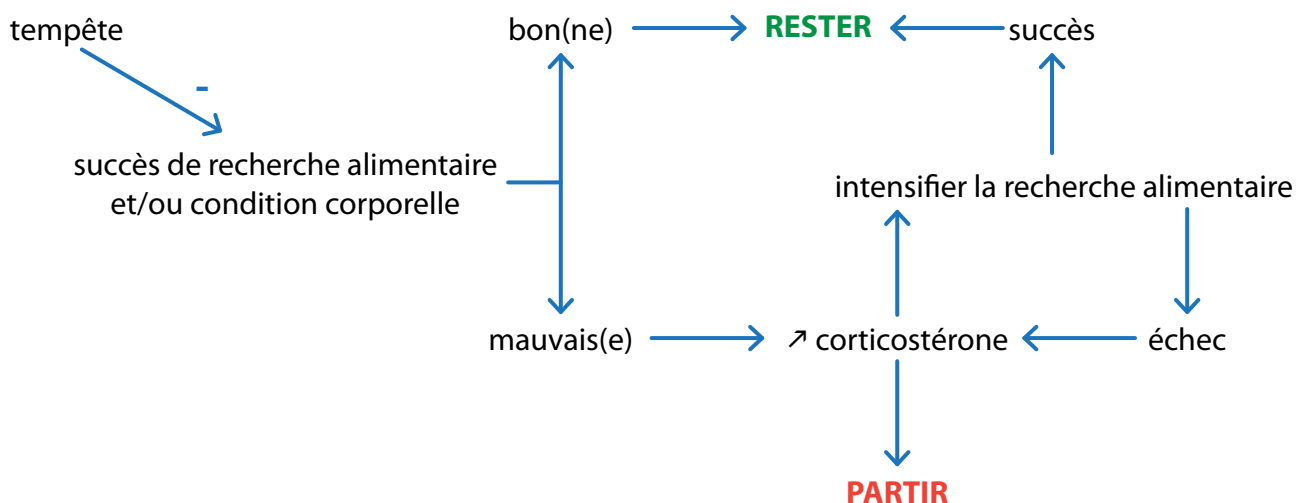 tempête
bon(ne)
RESTER
succès
-
succès de recherche alimentaire
et/ou condition corporelle
intensifier la recherche alimentaire
mauvais(e)
↗ corticostérone
échec
PARTIR